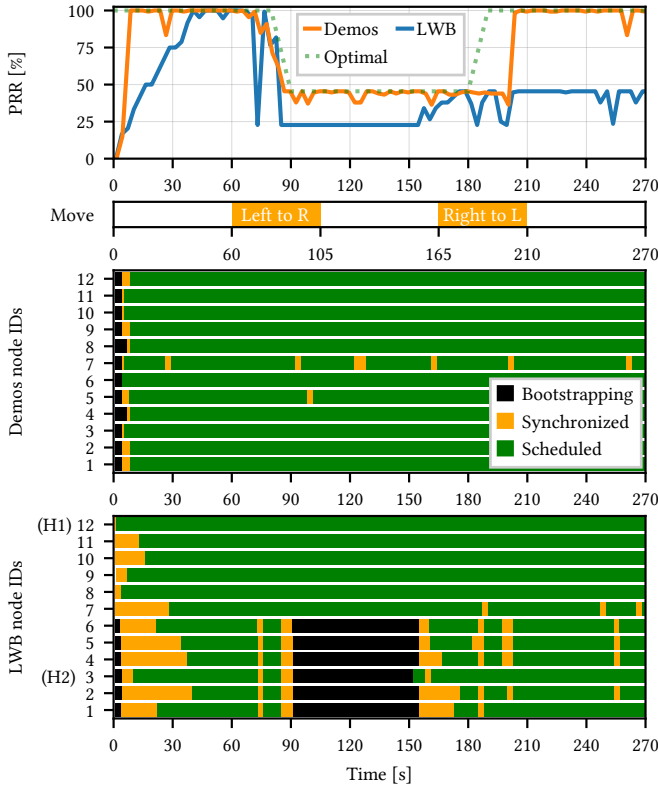 100
75
50
25
0
PRR [%]
Demos
LWB
Optimal
0 30 60 90 120 150 180 210 240 270
Move
Left to R
Right to L
0 60 105 165 210 270
Demos node IDs
12
11
10
9
8
7
6
5
4
3
2
1
Bootstrapping
Synchronized
Scheduled
0 30 60 90 120 150 180 210 240 270
LWB node IDs
(H1) 12
11
10
9
8
7
6
5
4
(H2) 3
2
1
0 30 60 90 120 150 180 210 240 270
Time [s]